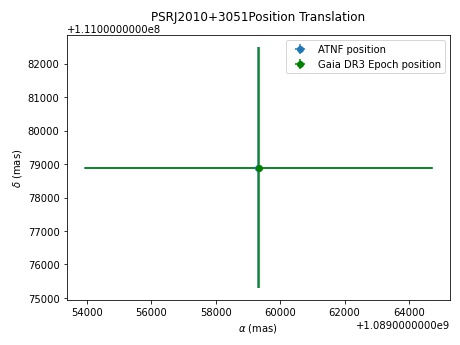 PSRJ2010+3051Position Translation
+1.1100000000e8
ATNF position
Gaia DR3 Epoch position
82000
81000
80000
79000
78000
77000
76000
75000
δ (mas)
54000 56000 58000 60000 62000 64000
α (mas)
+1.0890000000e9